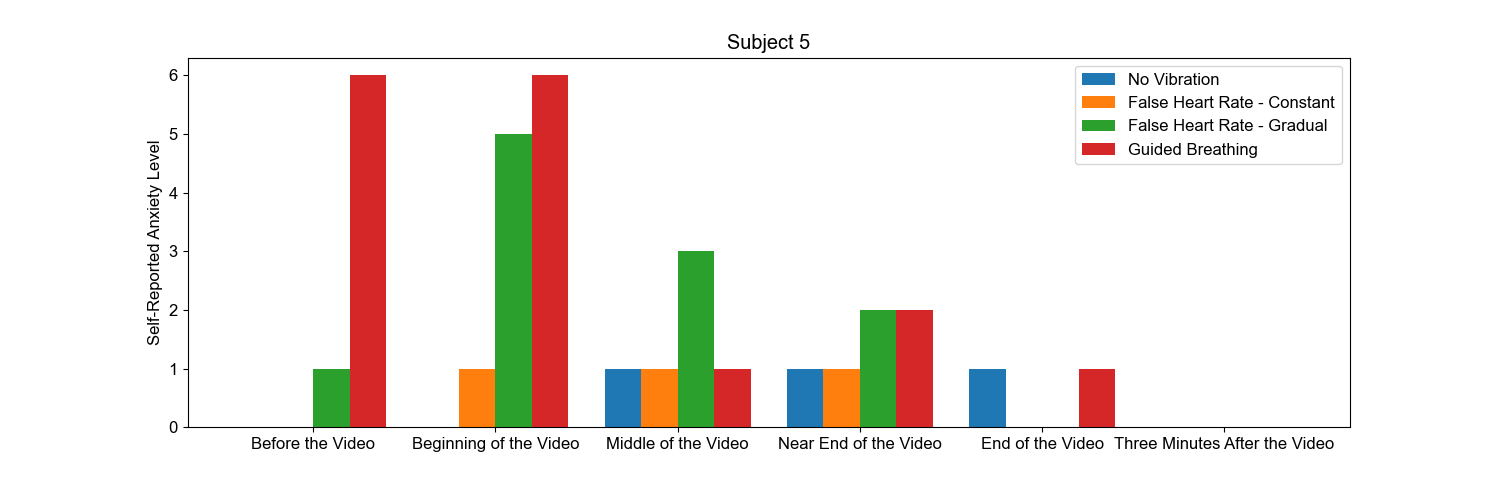 Subject 5
Self-Reported Anxiety Level
6
5
4
3
2
1
0
No Vibration
False Heart Rate - Constant
False Heart Rate - Gradual
Guided Breathing
Before the Video
Beginning of the Video
Middle of the Video
Near End of the Video
End of the Video
Three Minutes After the Video